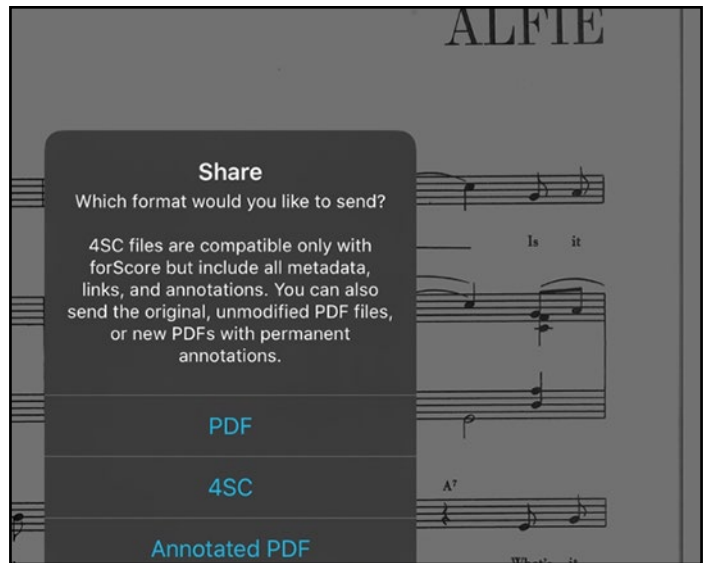 ALFIE
Share
Which format would you like to send?
4SC files are compatible only with
forScore but include all metadata,
links, and annotations. You can also
send the original, unmodified PDF files,
or new PDFs with permanent
annotations.
Is it
PDF
4SC
A7
Annotated PDF
What's it